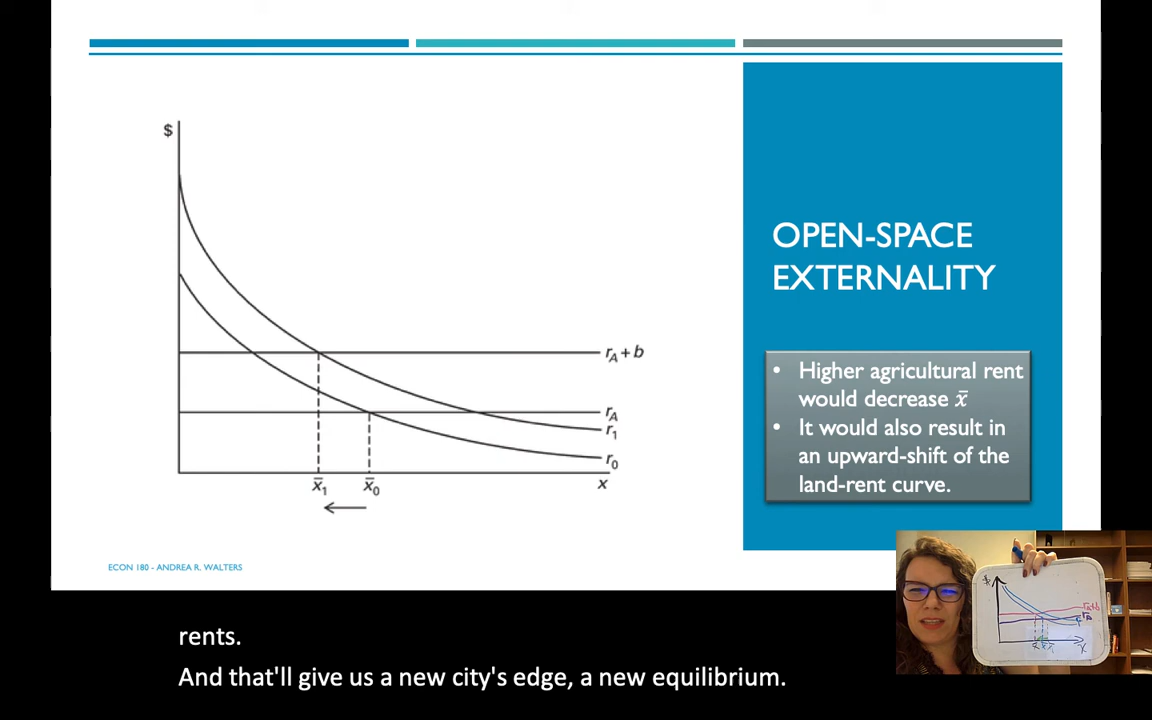 $
OPEN-SPACE
EXTERNALITY
r_A + b
Higher agricultural rent
would decrease x̄
It would also result in
an upward-shift of the
land-rent curve.
r_A
r_1
r_0
x̄_1
x̄_0
x
ECON 180 - ANDREA R. WALTERS
$
r_A+b
r_A
x
rents.
And that'll give us a new city's edge, a new equilibrium.